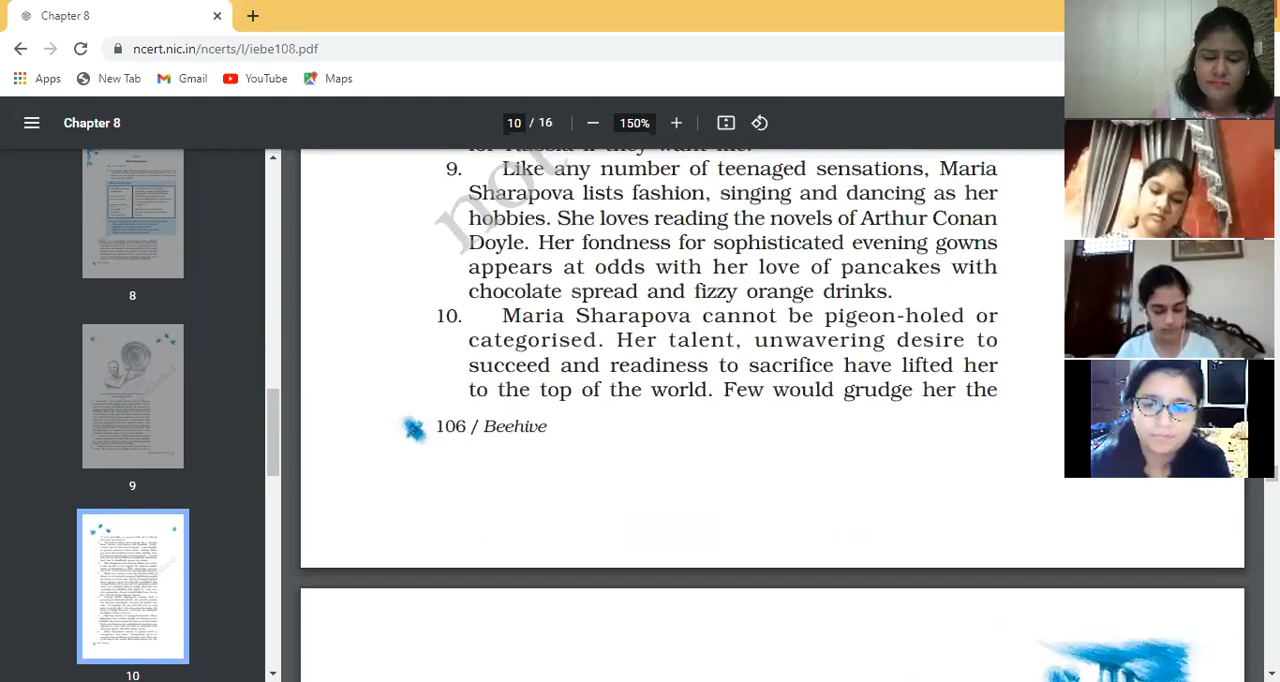 Chapter 8
ncert.nic.in/ncerts/l/iebe108.pdf
Apps
New Tab
Gmail
YouTube
Maps
Chapter 8
10 / 16
150%
8
9
10
not
9. Like any number of teenaged sensations, Maria
Sharapova lists fashion, singing and dancing as her
hobbies. She loves reading the novels of Arthur Conan
Doyle. Her fondness for sophisticated evening gowns
appears at odds with her love of pancakes with
chocolate spread and fizzy orange drinks.
10. Maria Sharapova cannot be pigeon-holed or
categorised. Her talent, unwavering desire to
succeed and readiness to sacrifice have lifted her
to the top of the world. Few would grudge her the
106 / Beehive